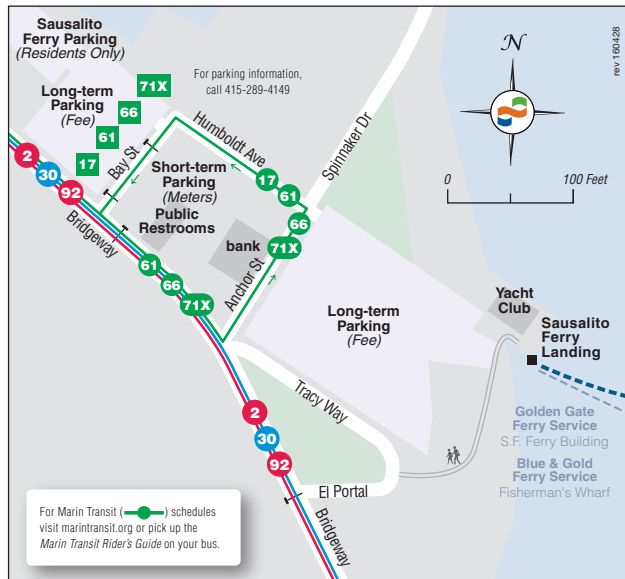 Sausalito
Ferry Parking
(Residents Only)
Long-term
Parking
(Fee)
71X
66
61
17
For parking information,
call 415-289-4149
N
rev 160428
0
100 Feet
Spinnaker Dr
Humboldt Ave
Bay St
Short-term
Parking
(Meters)
Public
Restrooms
17
61
66
71X
bank
Anchor St
2
30
92
Bridgeway
61
66
71X
Long-term
Parking
(Fee)
Yacht
Club
Sausalito
Ferry
Landing
Tracy Way
2
30
92
Golden Gate
Ferry Service
S.F. Ferry Building
Blue & Gold
Ferry Service
Fisherman's Wharf
El Portal
Bridgeway
For Marin Transit ( ) schedules
visit marintransit.org or pick up the
Marin Transit Rider's Guide on your bus.